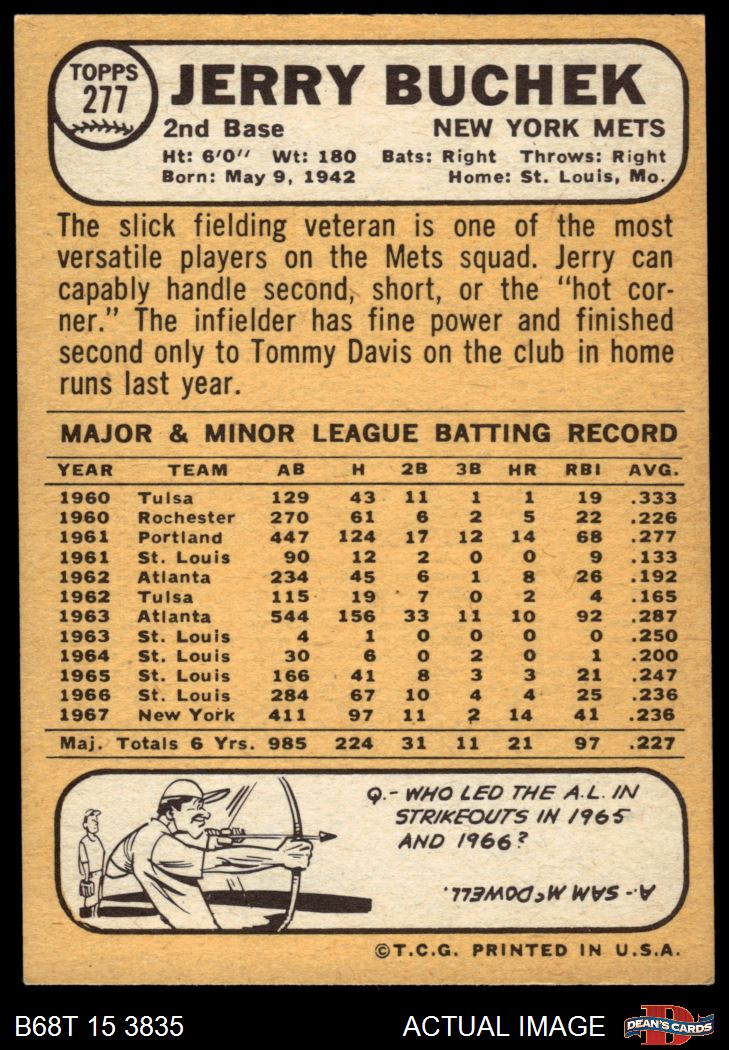 TOPPS
277
JERRY BUCHEK
2nd Base NEW YORK METS
Ht: 6'0" Wt: 180 Bats: Right Throws: Right
Born: May 9, 1942 Home: St. Louis, Mo.
The slick fielding veteran is one of the most
versatile players on the Mets squad. Jerry can
capably handle second, short, or the "hot cor-
ner." The infielder has fine power and finished
second only to Tommy Davis on the club in home
runs last year.
MAJOR & MINOR LEAGUE BATTING RECORD
YEAR TEAM AB H 2B 3B HR RBI AVG.
1960 Tulsa 129 43 11 1 1 19 .333
1960 Rochester 270 61 6 2 5 22 .226
1961 Portland 447 124 17 12 14 68 .277
1961 St. Louis 90 12 2 0 0 9 .133
1962 Atlanta 234 45 6 1 8 26 .192
1962 Tulsa 115 19 7 0 2 4 .165
1963 Atlanta 544 156 33 11 10 92 .287
1963 St. Louis 4 1 0 0 0 0 .250
1964 St. Louis 30 6 0 2 0 1 .200
1965 St. Louis 166 41 8 3 3 21 .247
1966 St. Louis 284 67 10 4 4 25 .236
1967 New York 411 97 11 2 14 41 .236
Maj. Totals 6 Yrs. 985 224 31 11 21 97 .227
Q.- WHO LED THE A.L. IN
STRIKEOUTS IN 1965
AND 1966?
A- SAM McDOWELL.
©T.C.G. PRINTED IN U.S.A.
B68T 15 3835 ACTUAL IMAGE DEAN'S CARDS